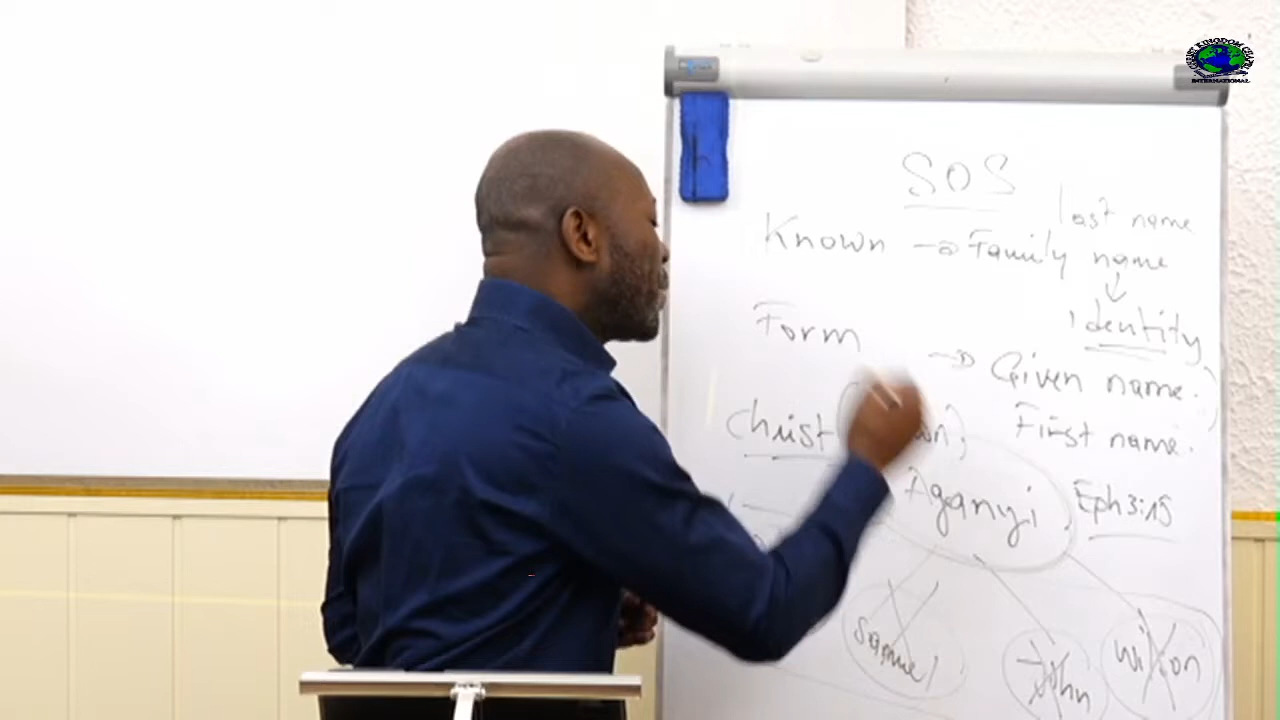 SOS
last name
Known → Family name
↓
Identity
Form
→ Given name.
Christ
First name.
Aganyi
Eph 3:15
Samuel
John
wilson
INTERNATIONAL